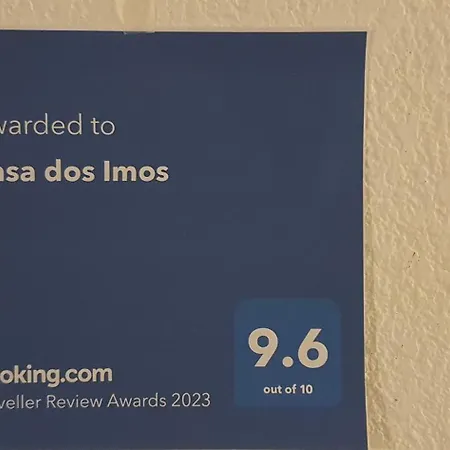 warded to
asa dos Imos
9.6
out of 10
oking.com
veller Review Awards 2023